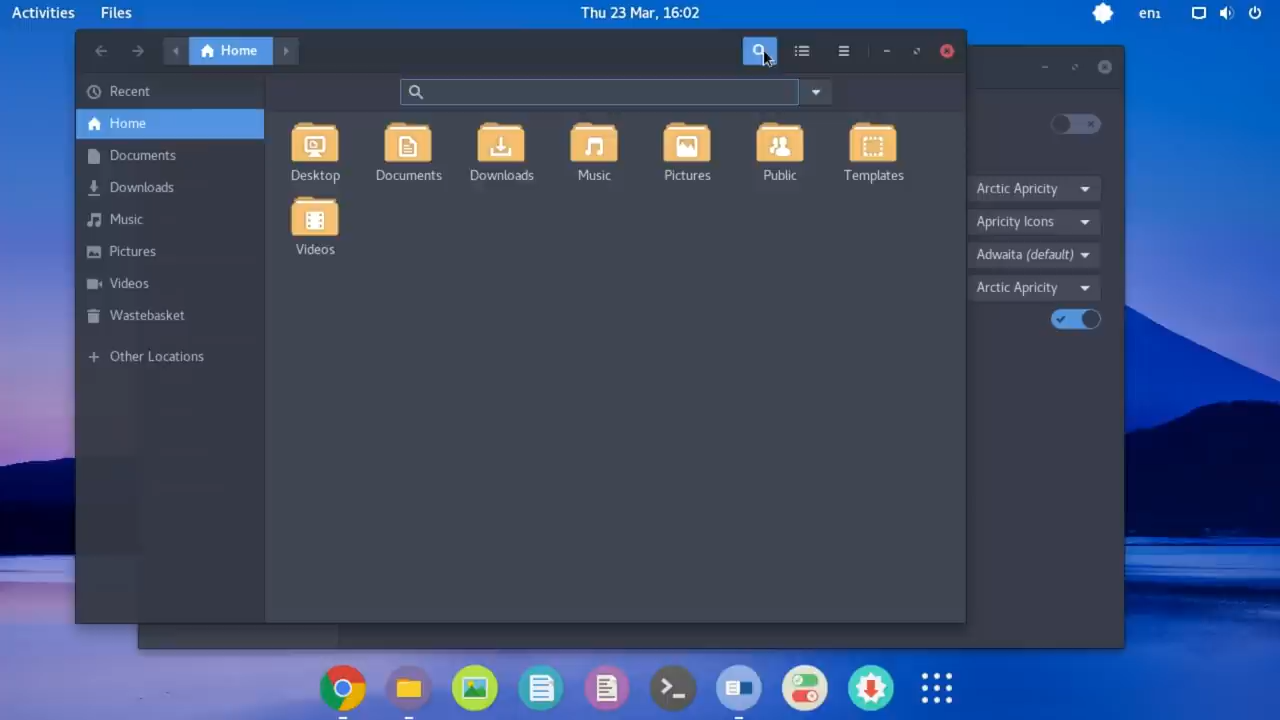 Activities Files Thu 23 Mar, 16:02 en₁
Home
Recent
Home
Documents
Downloads
Music
Pictures
Videos
Wastebasket
Other Locations
Desktop Documents Downloads Music Pictures Public Templates
Videos
Arctic Apricity
Apricity Icons
Adwaita (default)
Arctic Apricity